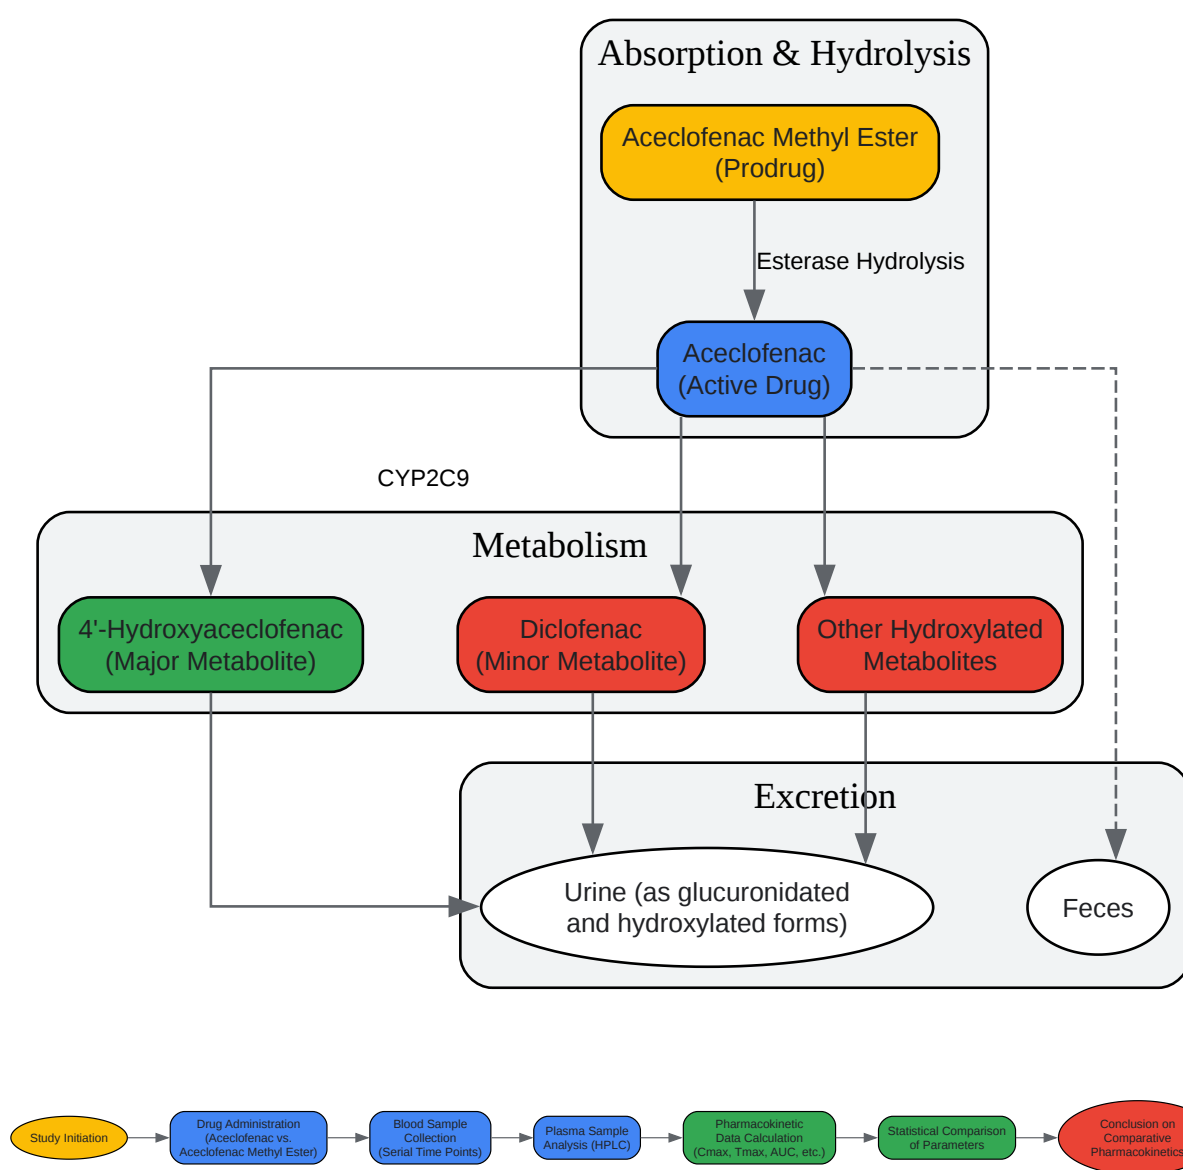 Absorption & Hydrolysis
Aceclofenac Methyl Ester
(Prodrug)
Esterase Hydrolysis
Aceclofenac
(Active Drug)
CYP2C9
Metabolism
4'-Hydroxyaceclofenac
(Major Metabolite)
Diclofenac
(Minor Metabolite)
Other Hydroxylated
Metabolites
Excretion
Urine (as glucuronidated
and hydroxylated forms)
Feces
Study Initiation
Drug Administration
(Aceclofenac vs.
Aceclofenac Methyl Ester)
Blood Sample
Collection
(Serial Time Points)
Plasma Sample
Analysis (HPLC)
Pharmacokinetic
Data Calculation
(Cmax, Tmax, AUC, etc.)
Statistical Comparison
of Parameters
Conclusion on
Comparative
Pharmacokinetics